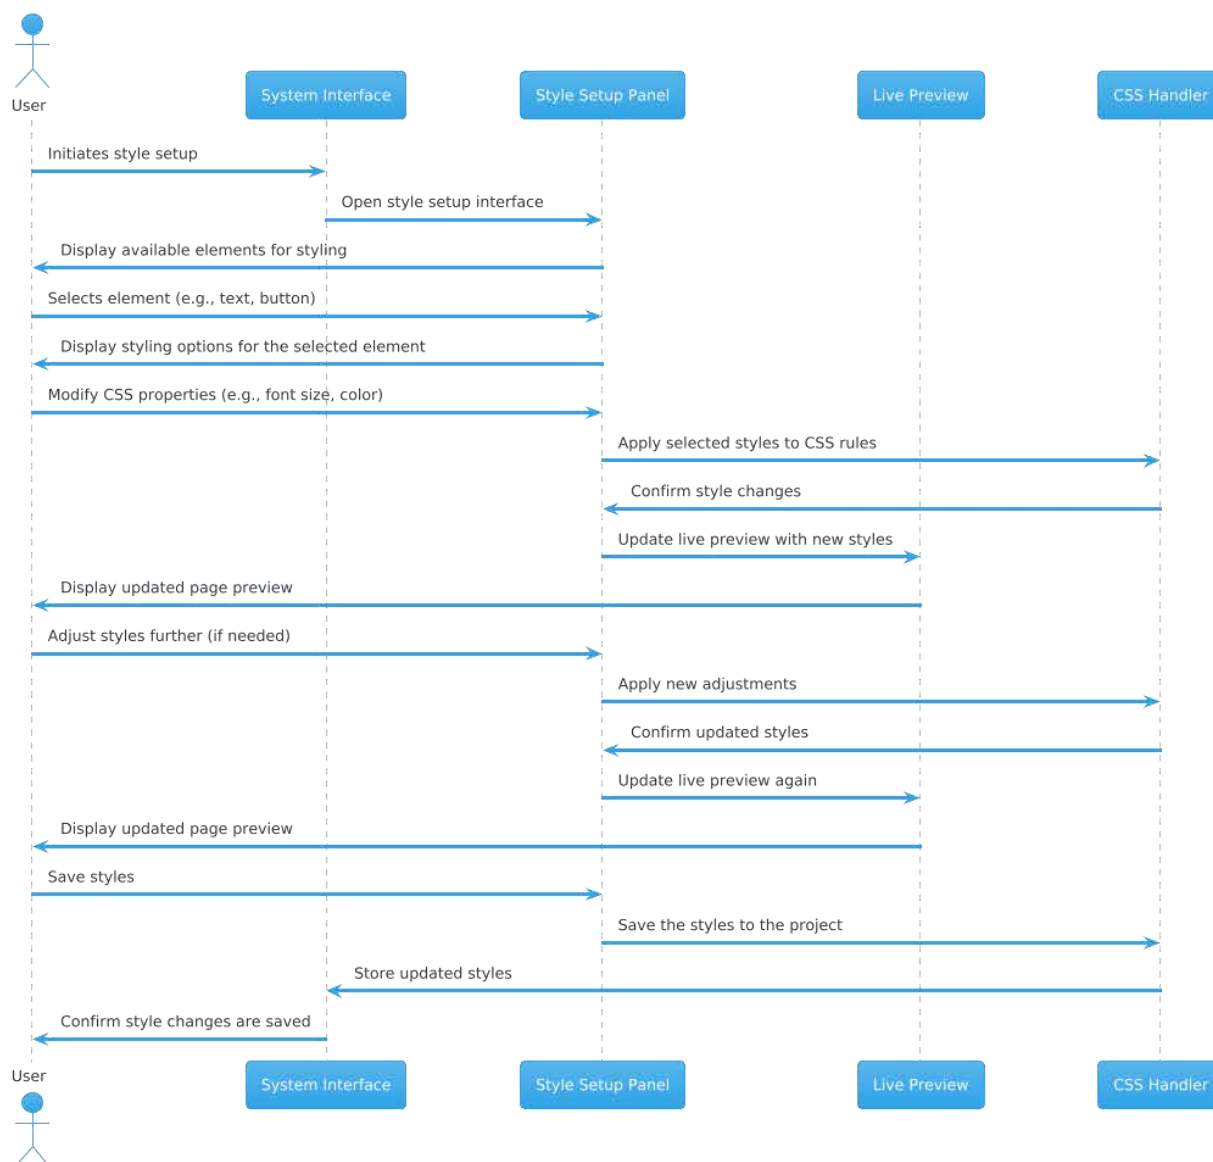 User
System Interface
Style Setup Panel
Live Preview
CSS Handler
Initiates style setup
Open style setup interface
Display available elements for styling
Selects element (e.g., text, button)
Display styling options for the selected element
Modify CSS properties (e.g., font size, color)
Apply selected styles to CSS rules
Confirm style changes
Update live preview with new styles
Display updated page preview
Adjust styles further (if needed)
Apply new adjustments
Confirm updated styles
Update live preview again
Display updated page preview
Save styles
Save the styles to the project
Store updated styles
Confirm style changes are saved
User
System Interface
Style Setup Panel
Live Preview
CSS Handler